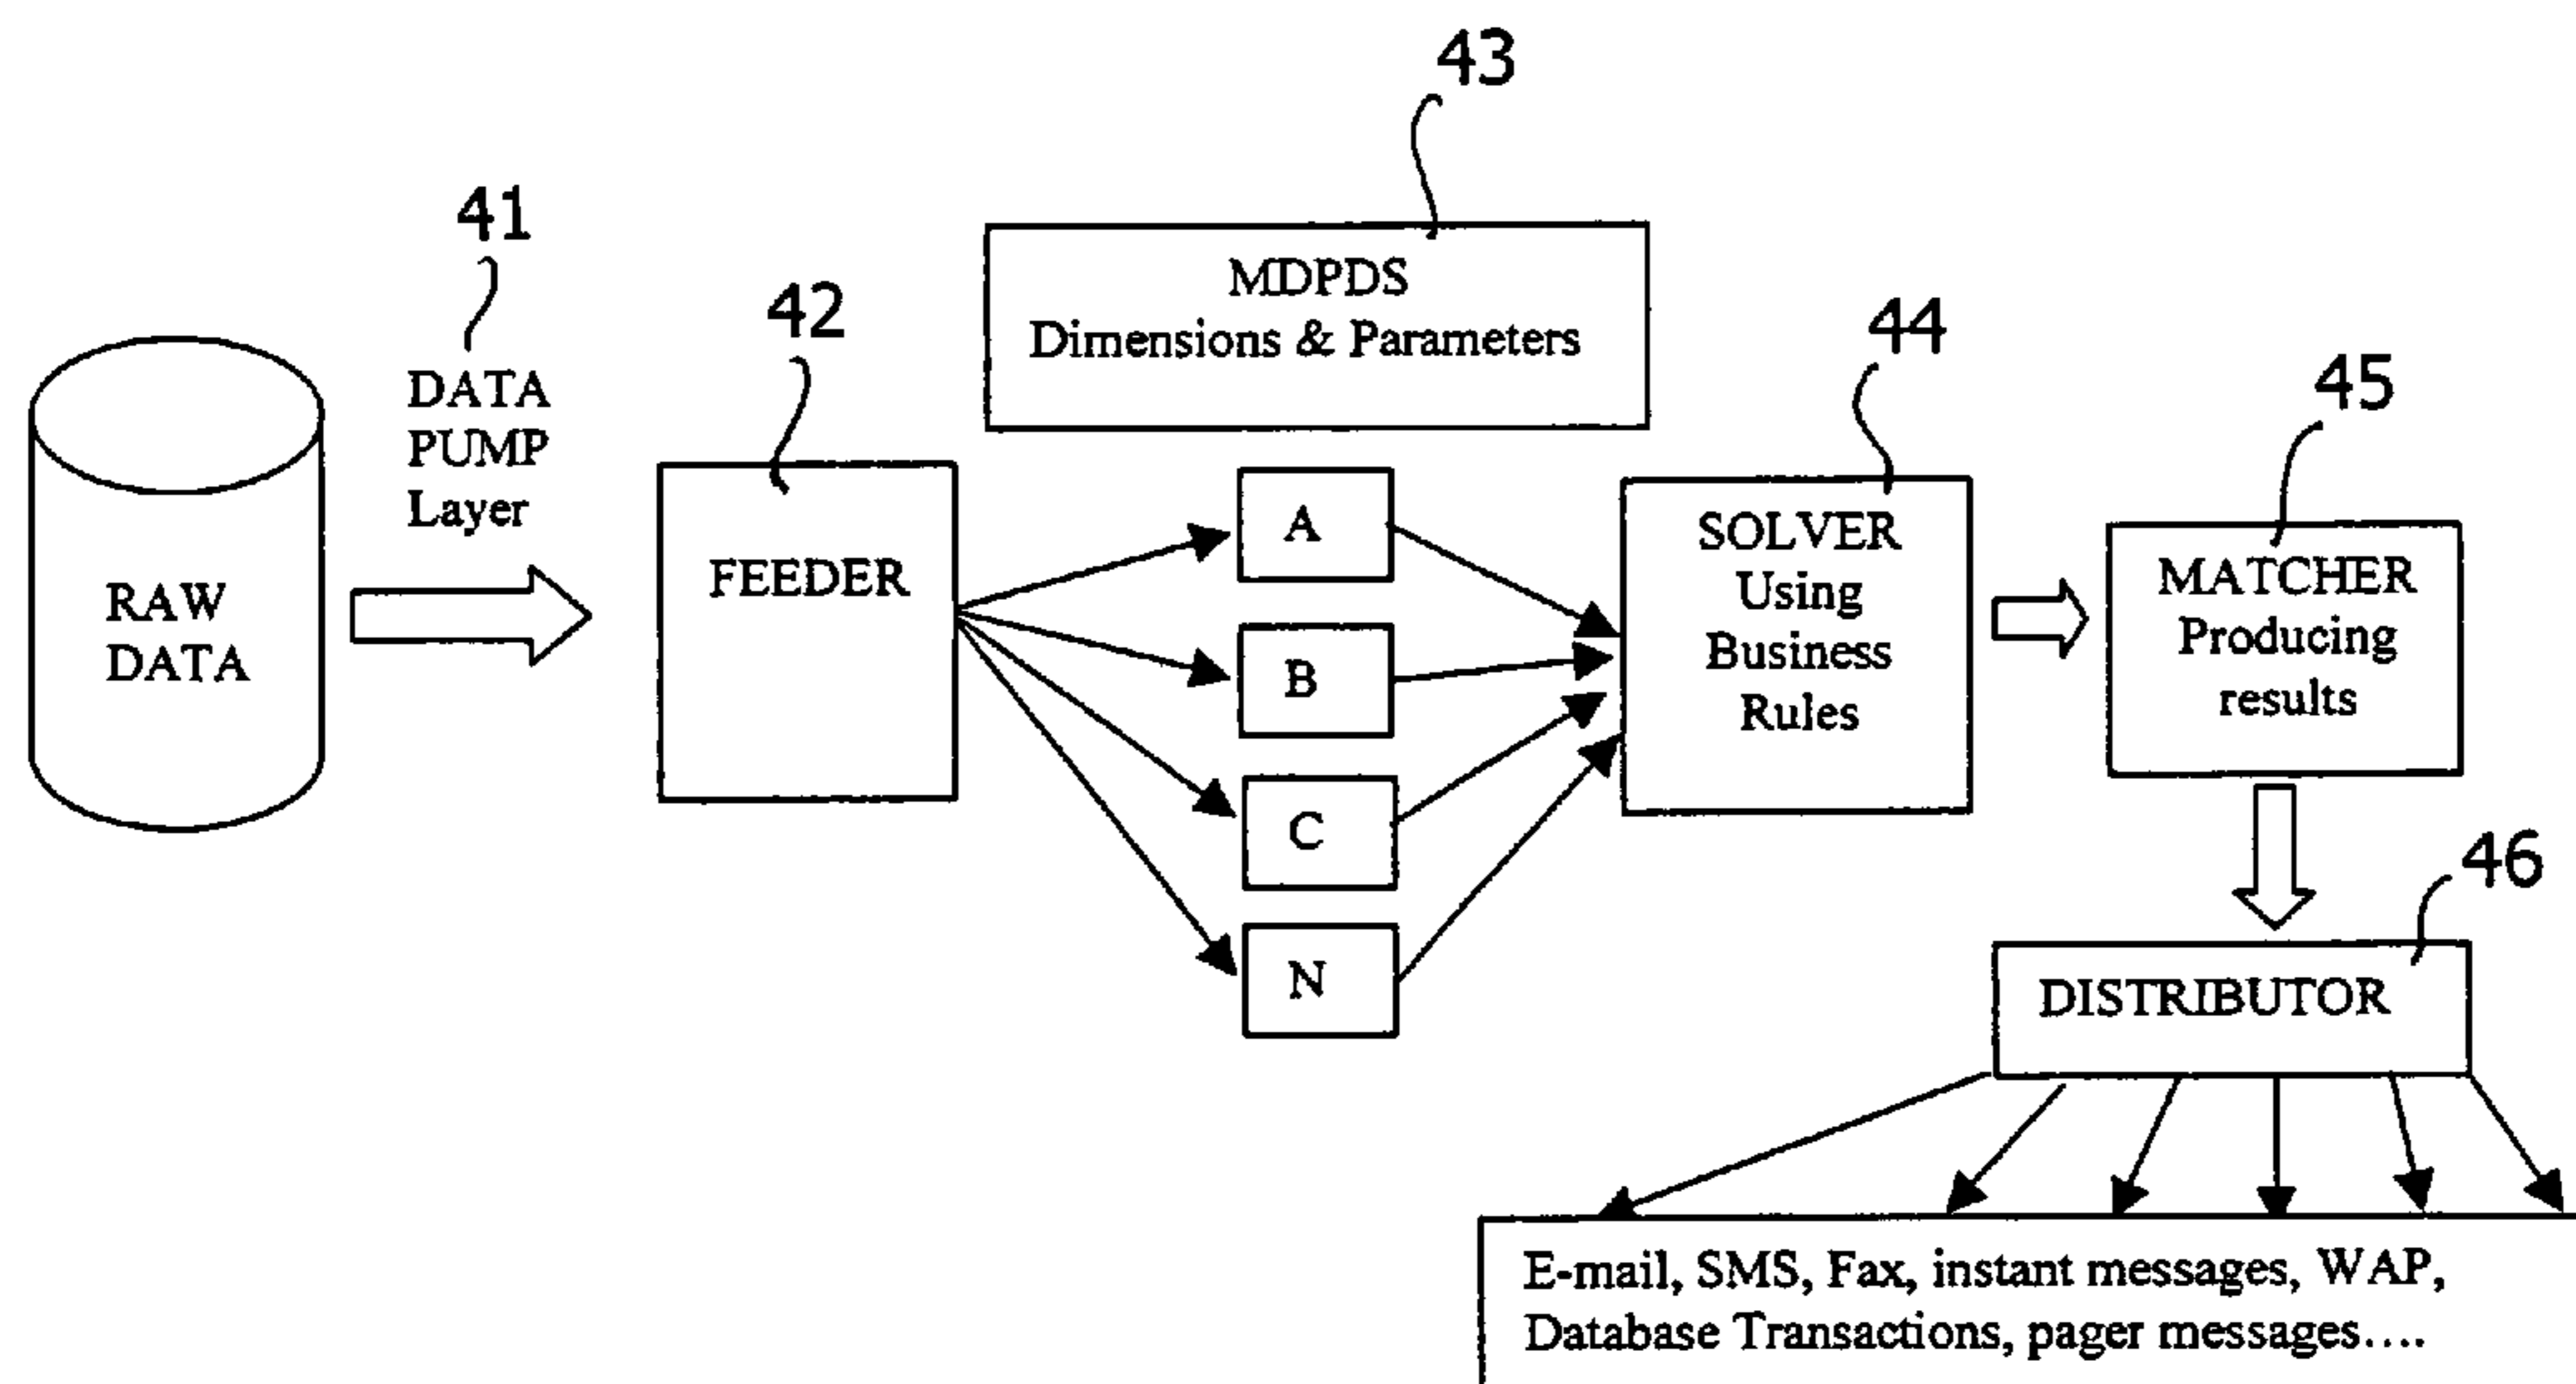 43
41
42
MDPDS
Dimensions & Parameters
44
45
DATA
PUMP
Layer
RAW
DATA
FEEDER
A
B
C
N
SOLVER
Using
Business
Rules
MATCHER
Producing
results
46
DISTRIBUTOR
E-mail, SMS, Fax, instant messages, WAP,
Database Transactions, pager messages....